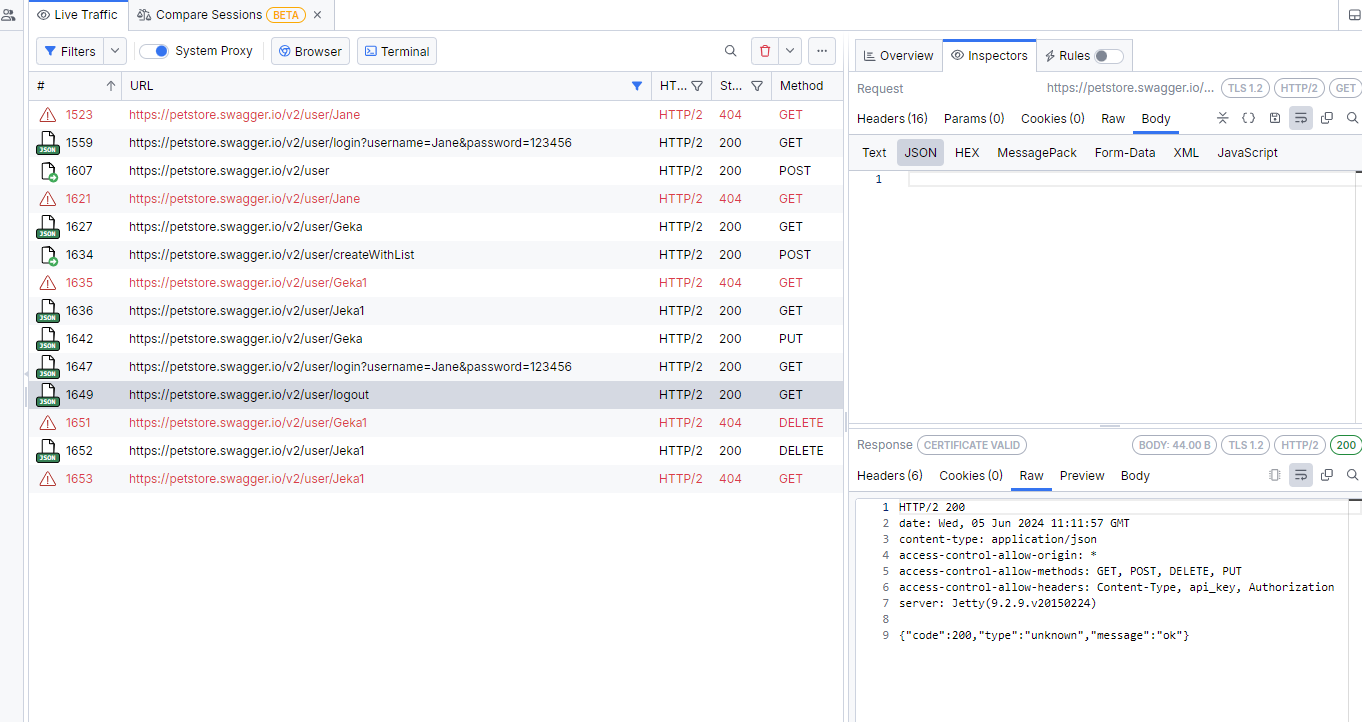 Live Traffic Compare Sessions BETA
Filters System Proxy Browser Terminal
# URL HT... St... Method
1523 https://petstore.swagger.io/v2/user/Jane HTTP/2 404 GET
JSON 1559 https://petstore.swagger.io/v2/user/login?username=Jane&password=123456 HTTP/2 200 GET
1607 https://petstore.swagger.io/v2/user HTTP/2 200 POST
1621 https://petstore.swagger.io/v2/user/Jane HTTP/2 404 GET
JSON 1627 https://petstore.swagger.io/v2/user/Geka HTTP/2 200 GET
1634 https://petstore.swagger.io/v2/user/createWithList HTTP/2 200 POST
1635 https://petstore.swagger.io/v2/user/Geka1 HTTP/2 404 GET
JSON 1636 https://petstore.swagger.io/v2/user/Jeka1 HTTP/2 200 GET
JSON 1642 https://petstore.swagger.io/v2/user/Geka HTTP/2 200 PUT
JSON 1647 https://petstore.swagger.io/v2/user/login?username=Jane&password=123456 HTTP/2 200 GET
JSON 1649 https://petstore.swagger.io/v2/user/logout HTTP/2 200 GET
1651 https://petstore.swagger.io/v2/user/Geka1 HTTP/2 404 DELETE
JSON 1652 https://petstore.swagger.io/v2/user/Jeka1 HTTP/2 200 DELETE
1653 https://petstore.swagger.io/v2/user/Jeka1 HTTP/2 404 GET
Overview Inspectors Rules
Request https://petstore.swagger.io/... TLS 1.2 HTTP/2 GET
Headers (16) Params (0) Cookies (0) Raw Body
Text JSON HEX MessagePack Form-Data XML JavaScript
1
Response CERTIFICATE VALID BODY: 44.00 B TLS 1.2 HTTP/2 200
Headers (6) Cookies (0) Raw Preview Body
1 HTTP/2 200
2 date: Wed, 05 Jun 2024 11:11:57 GMT
3 content-type: application/json
4 access-control-allow-origin: *
5 access-control-allow-methods: GET, POST, DELETE, PUT
6 access-control-allow-headers: Content-Type, api_key, Authorization
7 server: Jetty(9.2.9.v20150224)
8
9 {"code":200,"type":"unknown","message":"ok"}